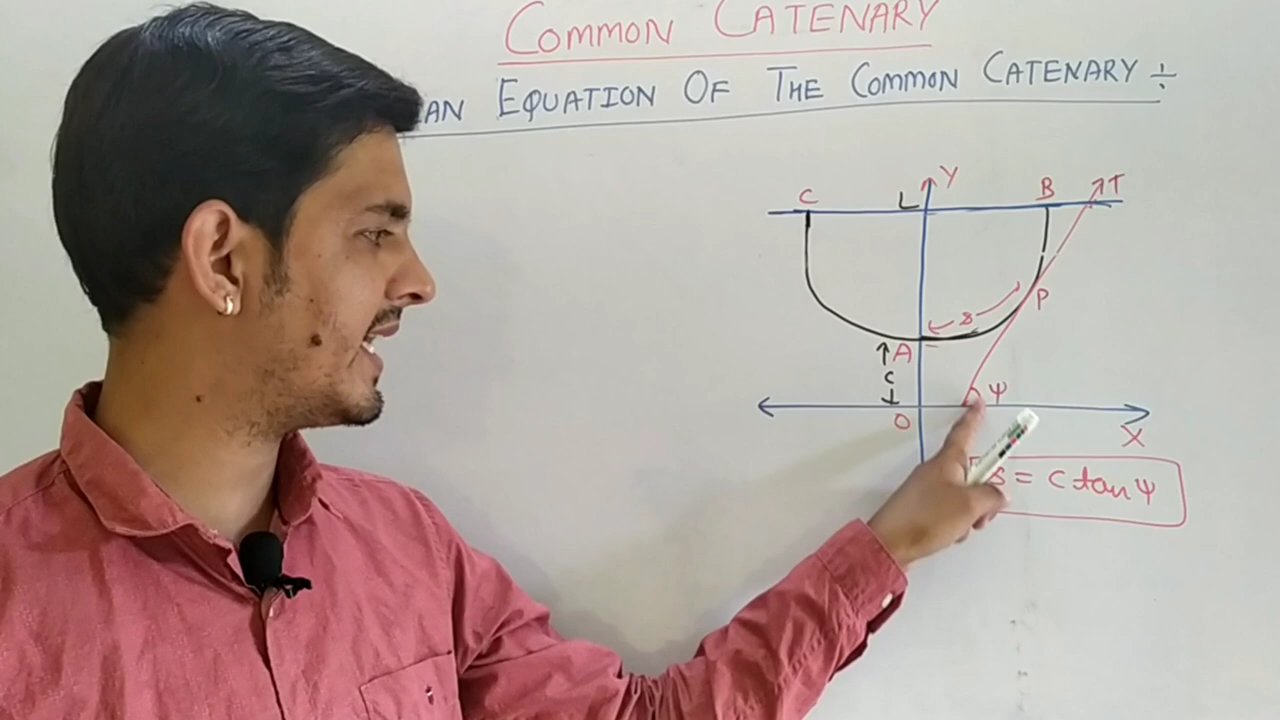 COMMON CATENARY
AN EQUATION OF THE COMMON CATENARY ÷
Y
C L B T
s P
A
c
ψ
O
X
s = c tan ψ